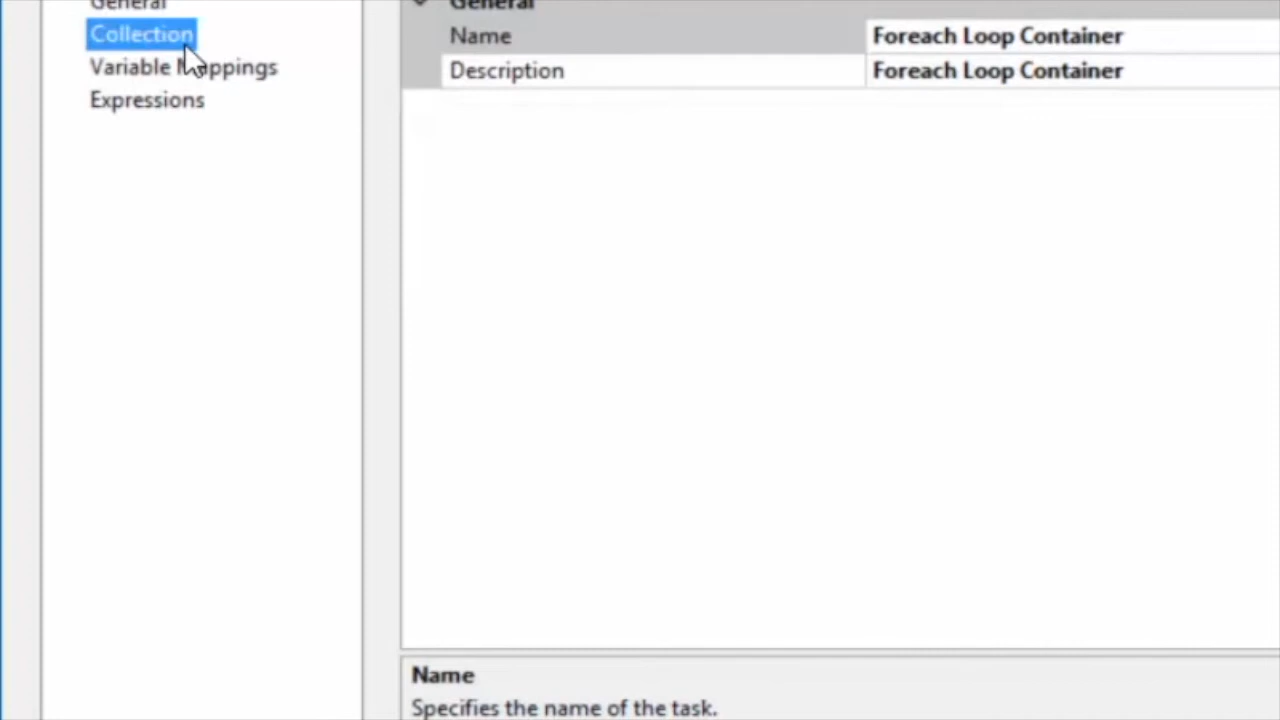 General
Collection
Variable Mappings
Expressions
General
Name Foreach Loop Container
Description Foreach Loop Container
Name
Specifies the name of the task.